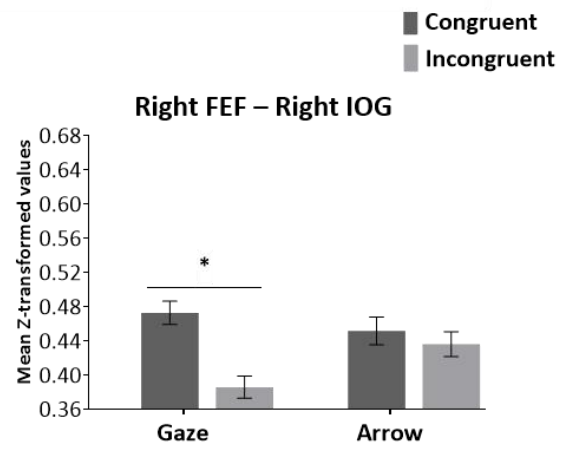 Congruent
Incongruent
Right FEF – Right IOG
Mean Z-transformed values
0.68
0.64
0.60
0.56
0.52
0.48
0.44
0.40
0.36
*
Gaze
Arrow